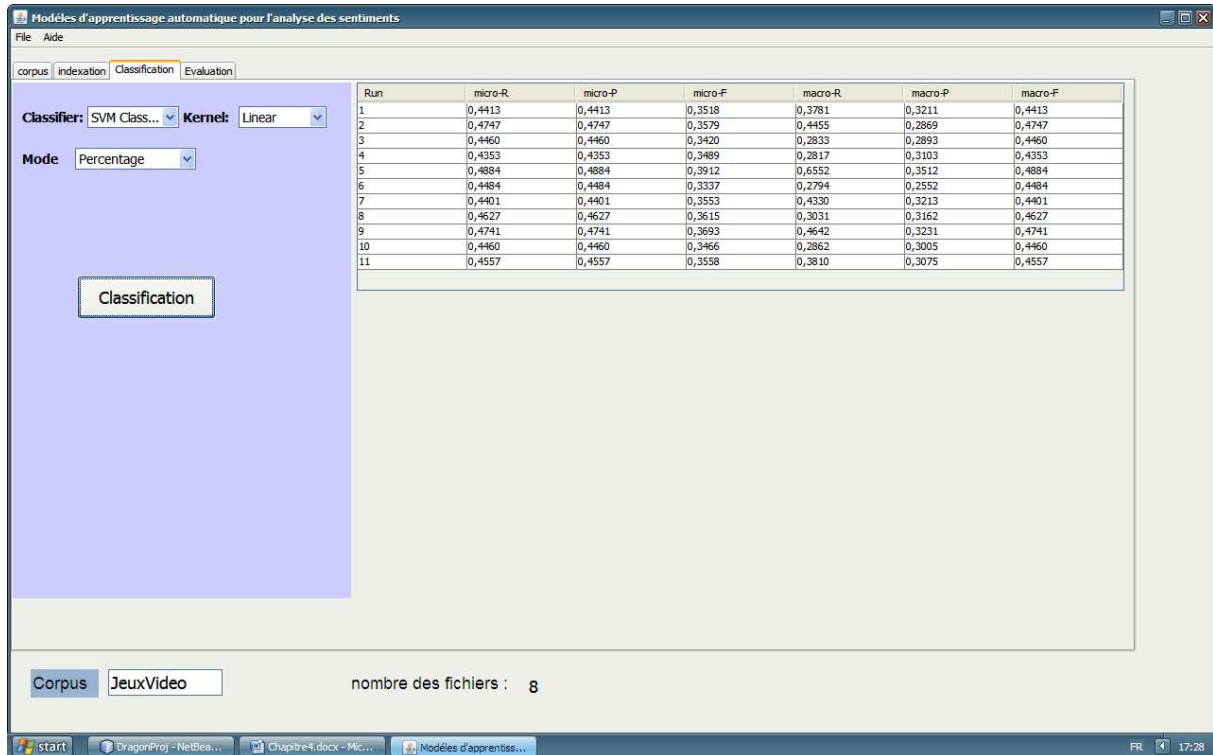 Modéles d'apprentissage automatique pour l'analyse des sentiments
File Aide
corpus indexation Classification Evaluation
Classifier: SVM Class... Kernel: Linear
Mode Percentage
Classification
Run micro-R micro-P micro-F macro-R macro-P macro-F
1 0,4413 0,4413 0,3518 0,3781 0,3211 0,4413
2 0,4747 0,4747 0,3579 0,4455 0,2869 0,4747
3 0,4460 0,4460 0,3420 0,2833 0,2893 0,4460
4 0,4353 0,4353 0,3489 0,2817 0,3103 0,4353
5 0,4884 0,4884 0,3912 0,6552 0,3512 0,4884
6 0,4484 0,4484 0,3337 0,2794 0,2552 0,4484
7 0,4401 0,4401 0,3553 0,4330 0,3213 0,4401
8 0,4627 0,4627 0,3615 0,3031 0,3162 0,4627
9 0,4741 0,4741 0,3693 0,4642 0,3231 0,4741
10 0,4460 0,4460 0,3466 0,2862 0,3005 0,4460
11 0,4557 0,4557 0,3558 0,3810 0,3075 0,4557
Corpus JeuxVideo nombre des fichiers : 8
start DragonProj - NetBea... Chapitre4.docx - Mic... Modéles d'apprentiss... FR 17:28